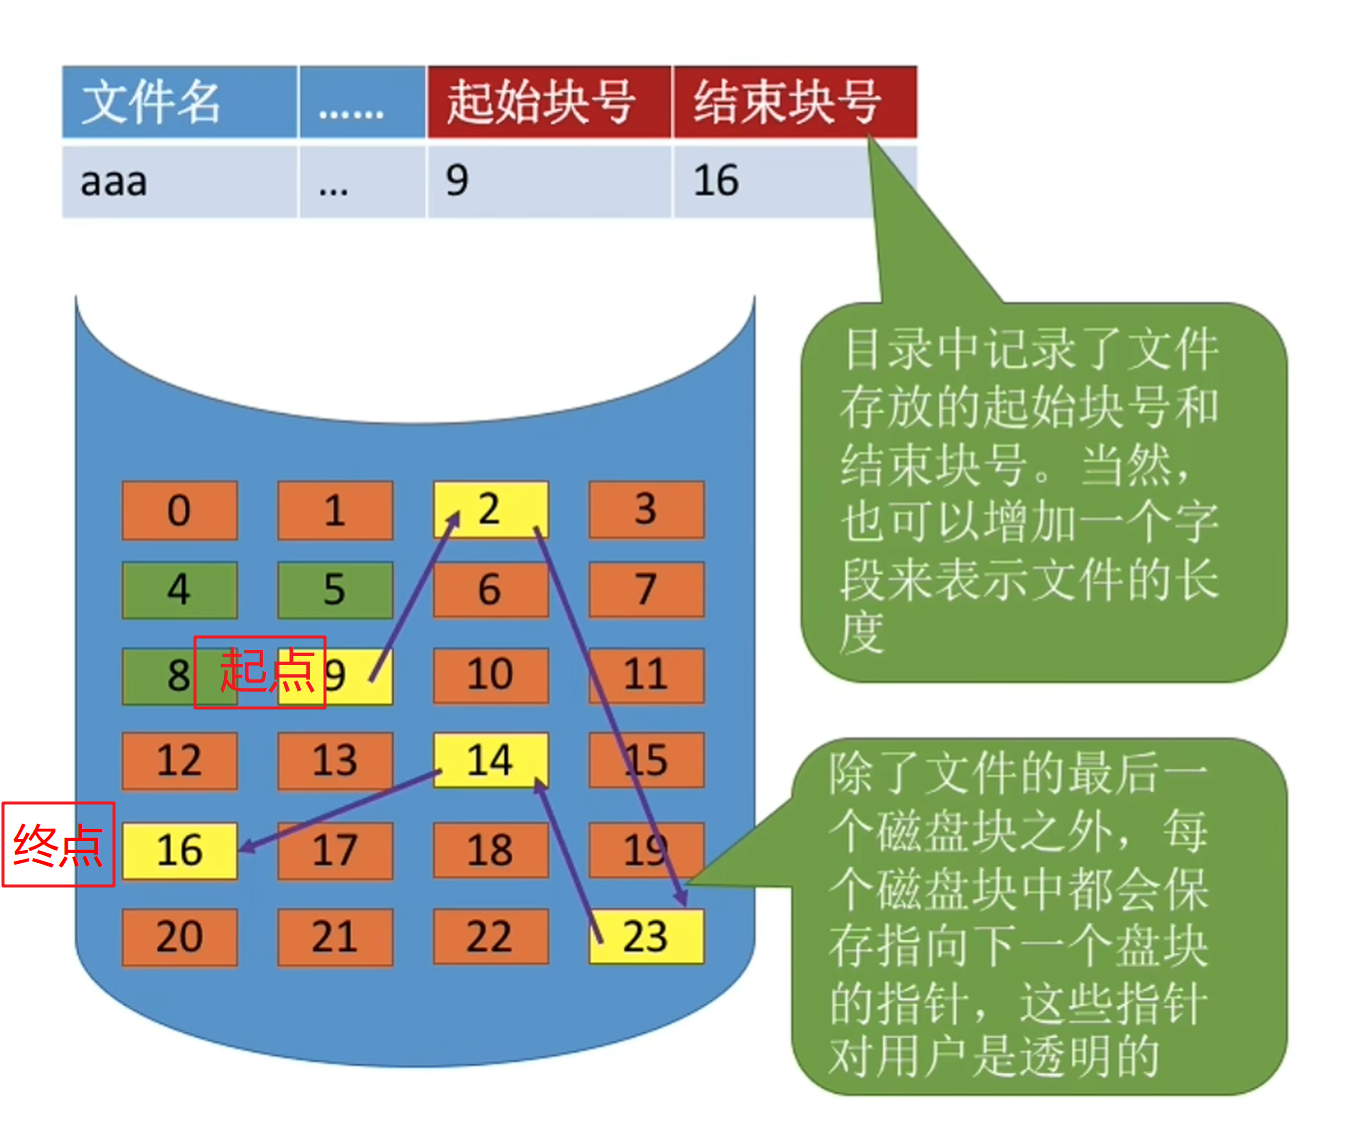 文件名 …… 起始块号 结束块号
aaa … 9 16
目录中记录了文件
存放的起始块号和
结束块号。当然，
也可以增加一个字
段来表示文件的长
度
0 1 2 3
4 5 6 7
8 起点 9 10 11
12 13 14 15
终点 16 17 18 19
20 21 22 23
除了文件的最后一
个磁盘块之外，每
个磁盘块中都会保
存指向下一个盘块
的指针，这些指针
对用户是透明的